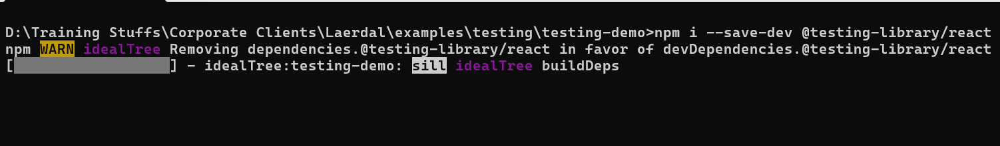 D:\Training Stuffs\Corporate Clients\Laerdal\examples\testing\testing-demo>npm i --save-dev @testing-library/react
npm WARN idealTree Removing dependencies.@testing-library/react in favor of devDependencies.@testing-library/react
[                  ] - idealTree:testing-demo: sill idealTree buildDeps